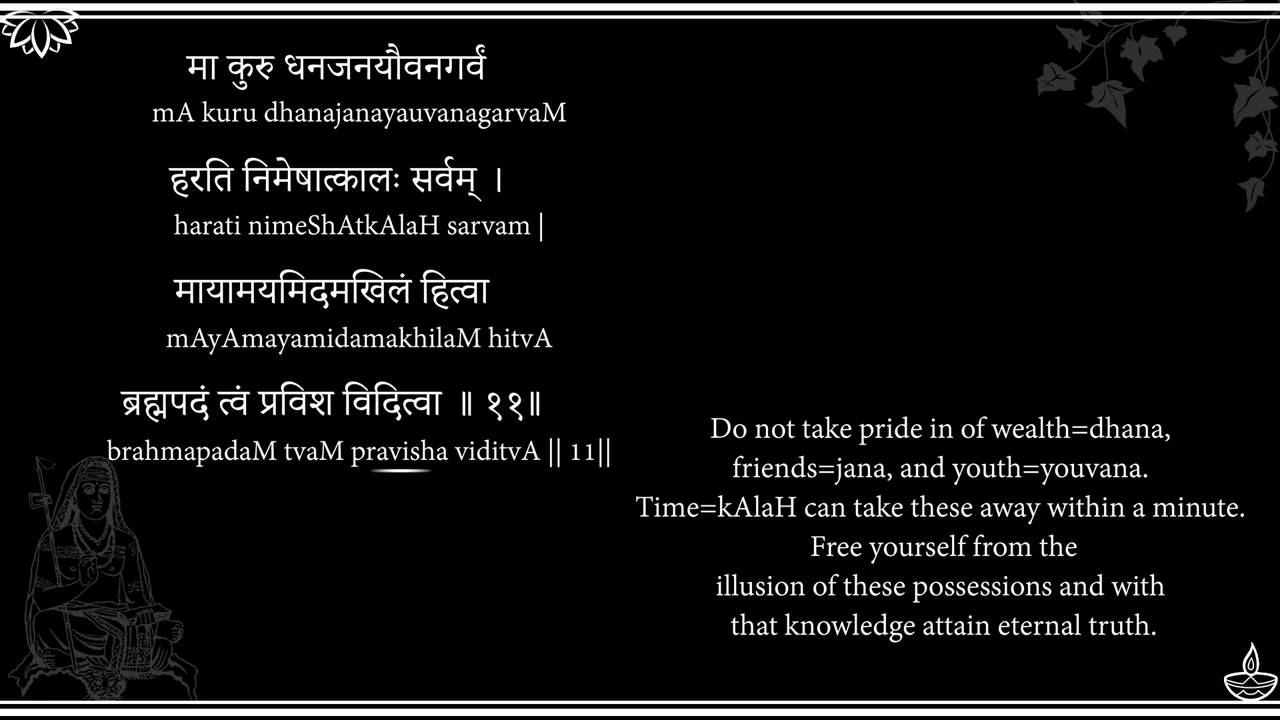 मा कुरु धनजनयौवनगर्वं
mA kuru dhanajanayauvanagarvaM
हरति निमेषात्कालः सर्वम् ।
harati nimeShAtkAlaH sarvam |
मायामयमिदमखिलं हित्वा
mAyAmayamidamakhilaM hitvA
ब्रह्मपदं त्वं प्रविश विदित्वा ॥ ११॥
brahmapadaM tvaM pravisha viditvA || 11||
Do not take pride in of wealth=dhana,
friends=jana, and youth=youvana.
Time=kAlaH can take these away within a minute.
Free yourself from the
illusion of these possessions and with
that knowledge attain eternal truth.